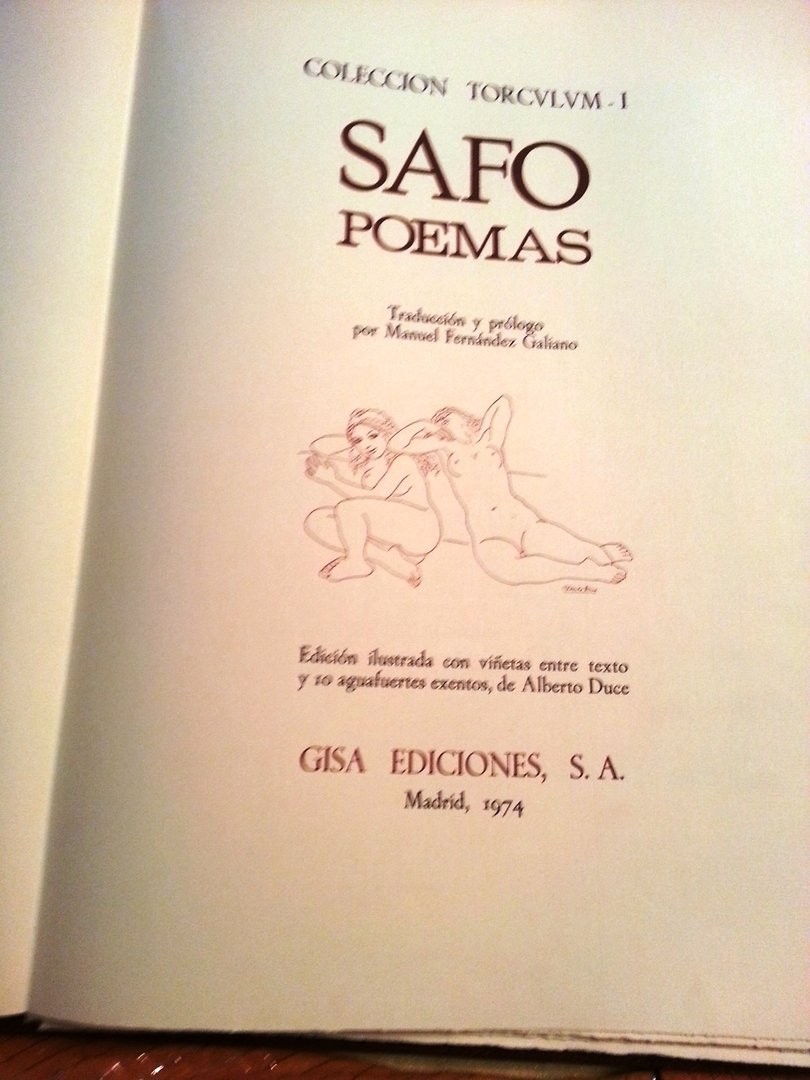 COLECCION TORCVLVM - I
SAFO
POEMAS
Traducción y prólogo
por Manuel Fernández Galiano
Edición ilustrada con viñetas entre texto
y 10 aguafuertes exentos, de Alberto Duce
GISA EDICIONES, S. A.
Madrid, 1974